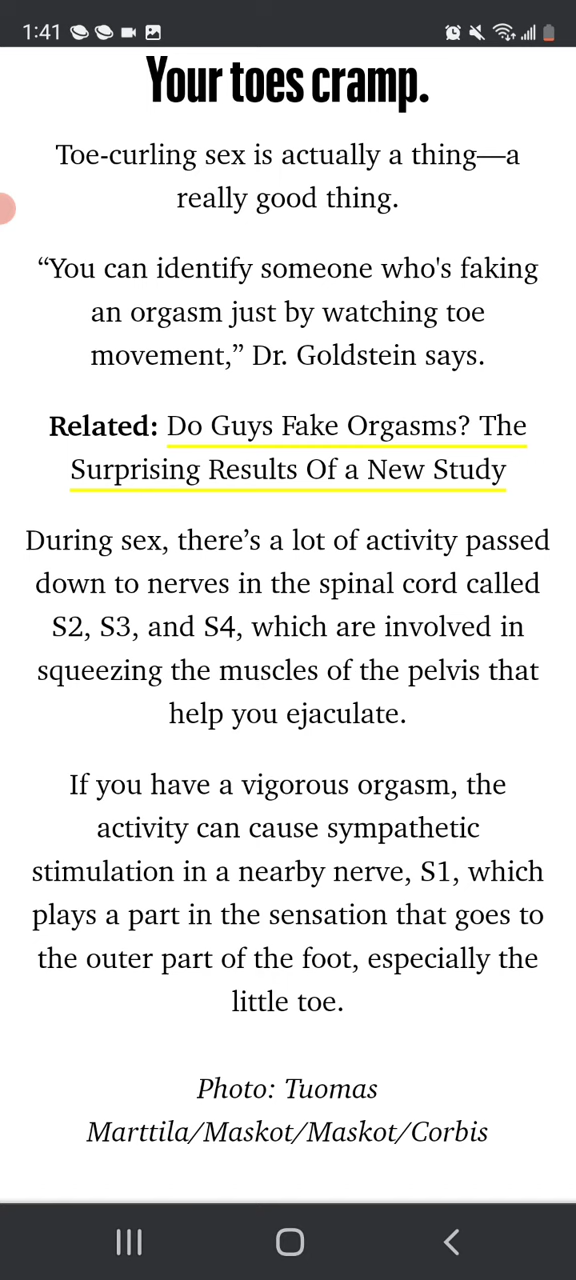 1:41
Your toes cramp.
Toe-curling sex is actually a thing—a
really good thing.
“You can identify someone who's faking
an orgasm just by watching toe
movement,” Dr. Goldstein says.
Related: Do Guys Fake Orgasms? The
Surprising Results Of a New Study
During sex, there’s a lot of activity passed
down to nerves in the spinal cord called
S2, S3, and S4, which are involved in
squeezing the muscles of the pelvis that
help you ejaculate.
If you have a vigorous orgasm, the
activity can cause sympathetic
stimulation in a nearby nerve, S1, which
plays a part in the sensation that goes to
the outer part of the foot, especially the
little toe.
Photo: Tuomas
Marttila/Maskot/Maskot/Corbis